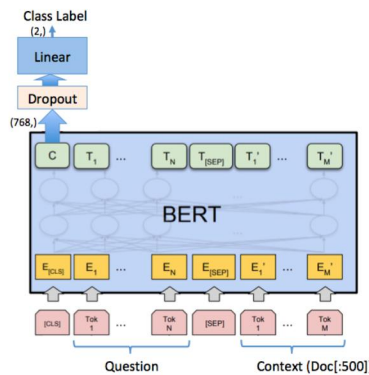 Class Label
(2,)
Linear
Dropout
(768,)
C T1 ... TN T[SEP] T1' ... TM'
BERT
E[CLS] E1 ... EN E[SEP] E1' ... EM'
[CLS] Tok 1 ... Tok N [SEP] Tok 1 ... Tok M
Question Context (Doc[:500]